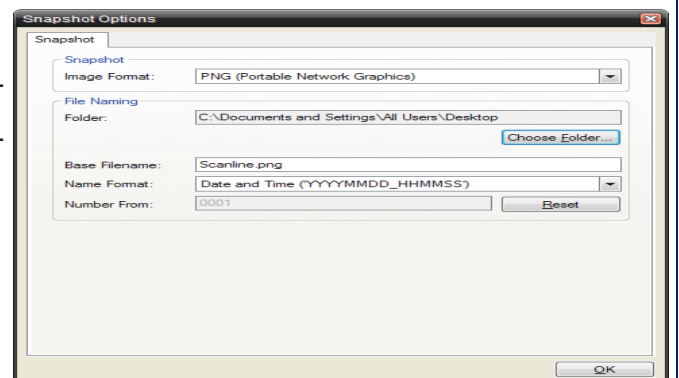 Snapshot Options
Snapshot
Snapshot
Image Format: PNG (Portable Network Graphics)
File Naming
Folder: C:\Documents and Settings\All Users\Desktop
Choose Folder...
Base Filename: Scanline.png
Name Format: Date and Time ('YYYYMMDD_HHMMSS')
Number From: 0001 Reset
OK